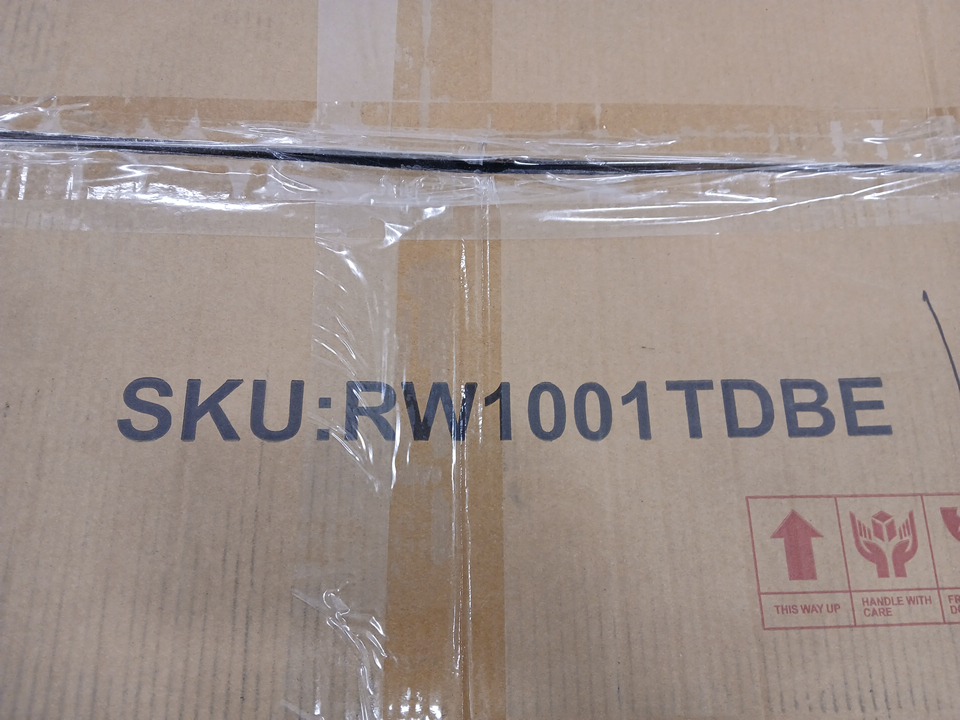 SKU:RW1001TDBE
THIS WAY UP
HANDLE WITH
CARE